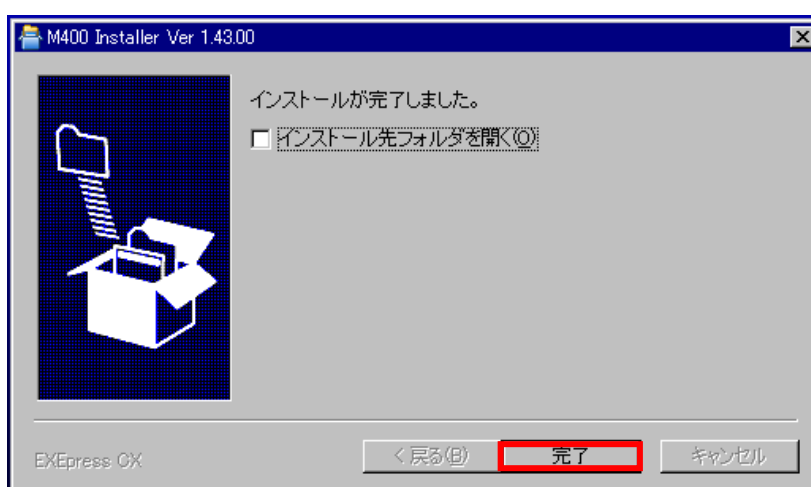 M400 Installer Ver 1.43.00
インストールが完了しました。
インストール先フォルダを開く(O)
EXEpress CX
< 戻る(B)
完了
キャンセル